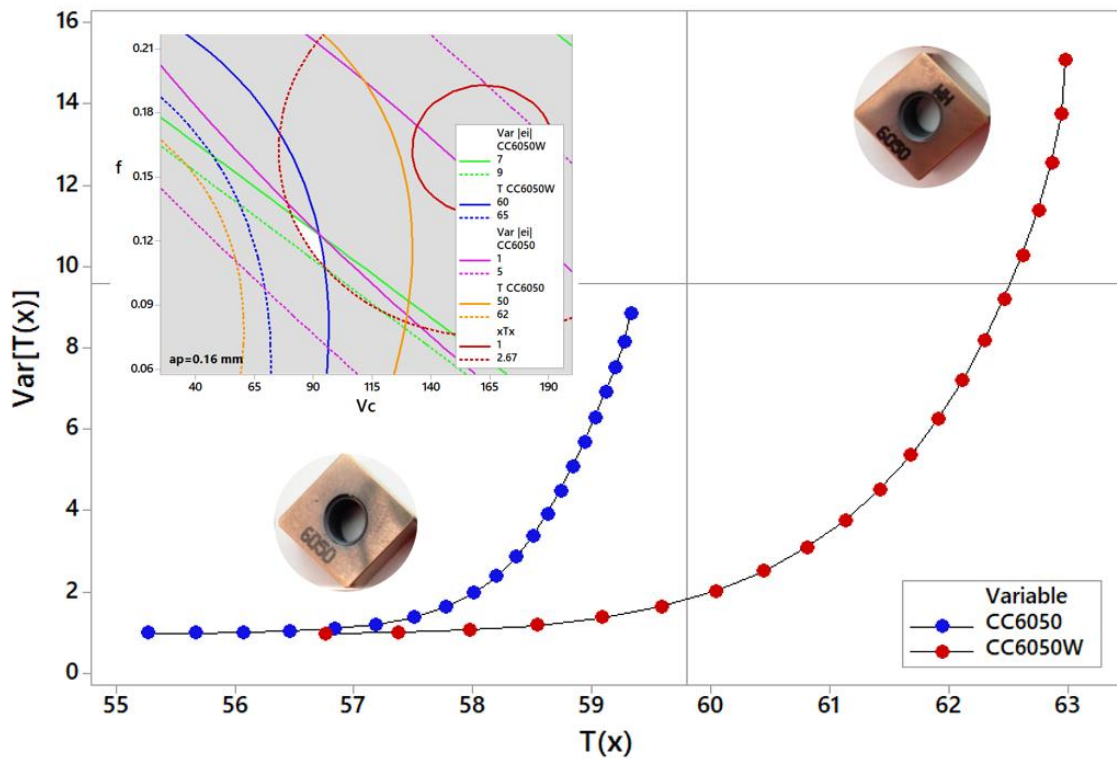 16
14
12
10
8
6
4
2
0
Var[T(x)]
55
56
57
58
59
60
61
62
63
T(x)
0.21
0.18
0.15
0.12
0.09
0.06
f
40
65
90
115
140
165
190
Vc
ap=0.16 mm
Var |ei|
CC6050W
7
9
T CC6050W
60
65
Var |ei|
CC6050
1
5
T CC6050
50
62
xTx
1
2.67
WH
6050
6050
Variable
CC6050
CC6050W